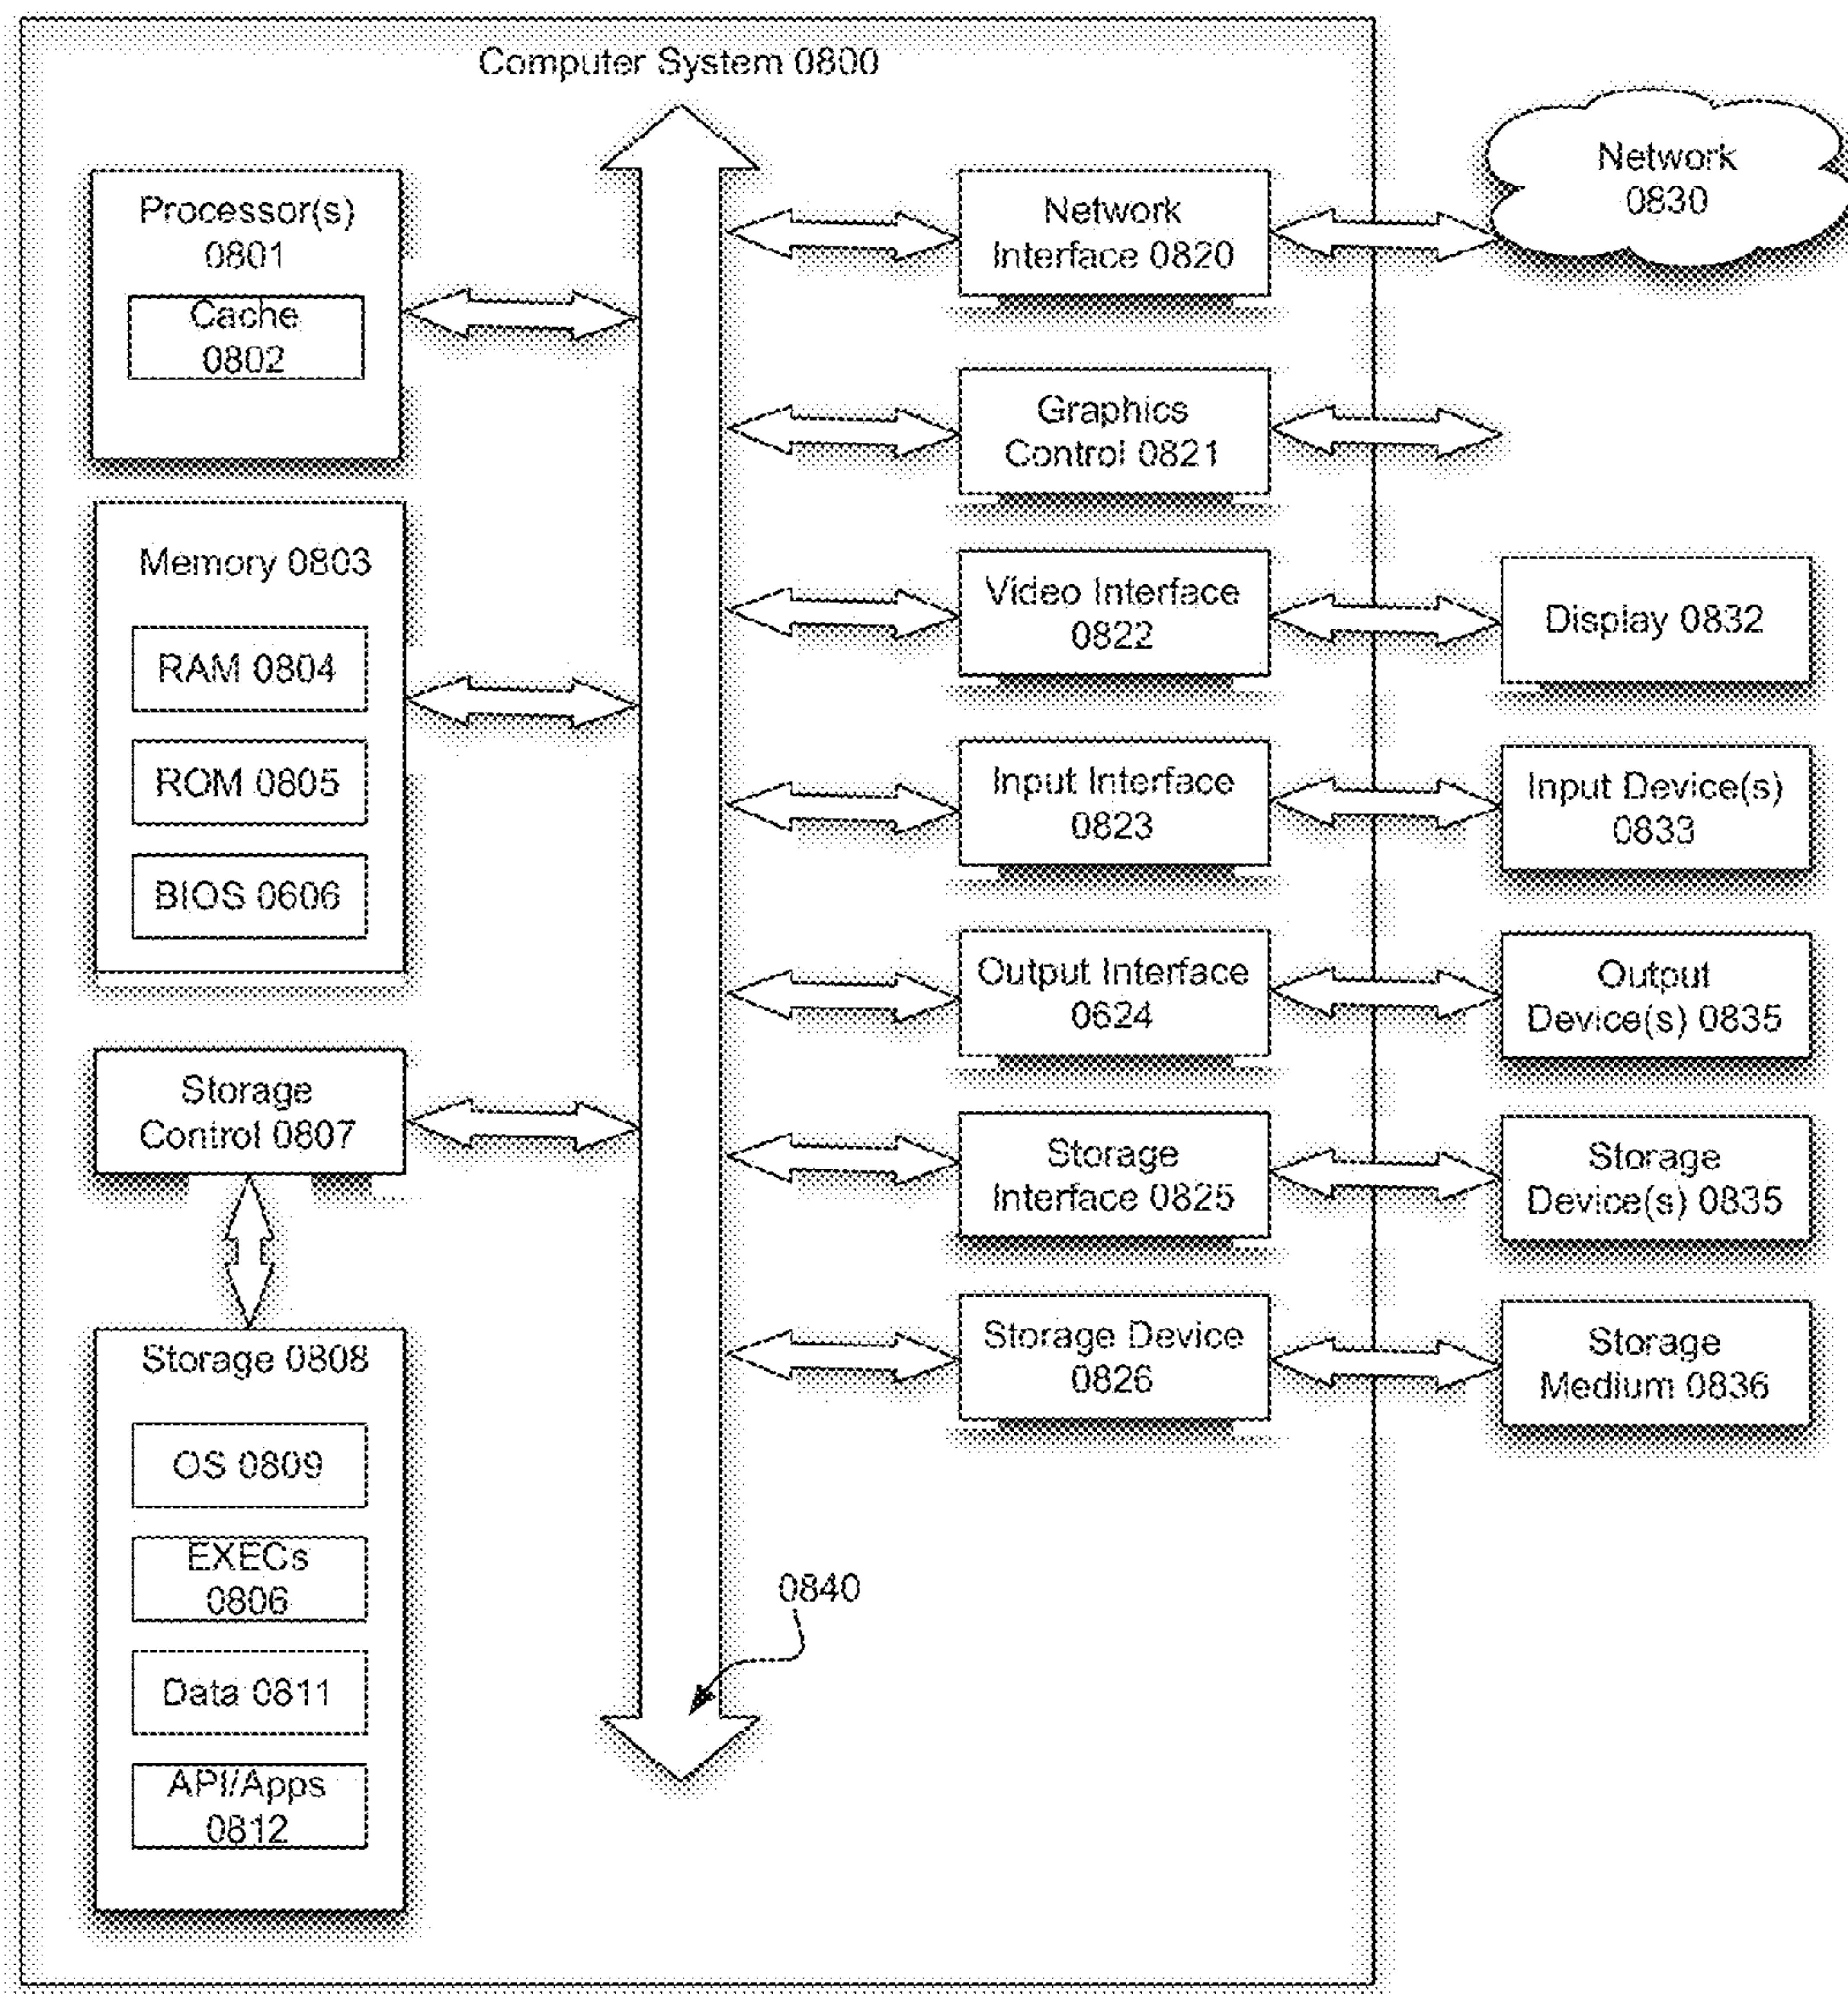 Computer System 0800
Processor(s)
0801
Cache
0802
Memory 0803
RAM 0804
ROM 0805
BIOS 0606
Storage
Control 0807
Storage 0808
OS 0809
EXECs
0806
Data 0811
API/Apps
0812
0840
Network
Interface 0820
Graphics
Control 0821
Video Interface
0822
Input Interface
0823
Output Interface
0624
Storage
Interface 0825
Storage Device
0826
Network
0830
Display 0832
Input Device(s)
0833
Output
Device(s) 0835
Storage
Device(s) 0835
Storage
Medium 0836